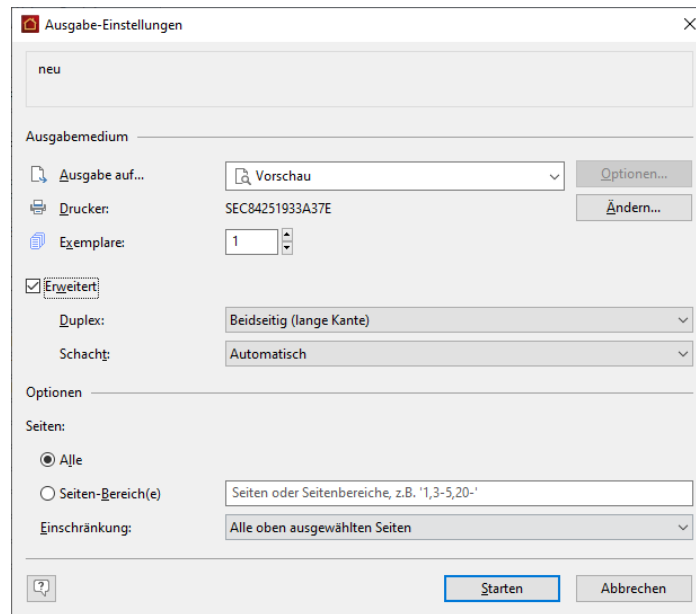 Ausgabe-Einstellungen
neu
Ausgabemedium
Ausgabe auf... Vorschau Optionen...
Drucker: SEC84251933A37E Ändern...
Exemplare: 1
Erweitert
Duplex: Beidseitig (lange Kante)
Schacht: Automatisch
Optionen
Seiten:
Alle
Seiten-Bereich(e) Seiten oder Seitenbereiche, z.B. '1,3-5,20-'
Einschränkung: Alle oben ausgewählten Seiten
Starten Abbrechen